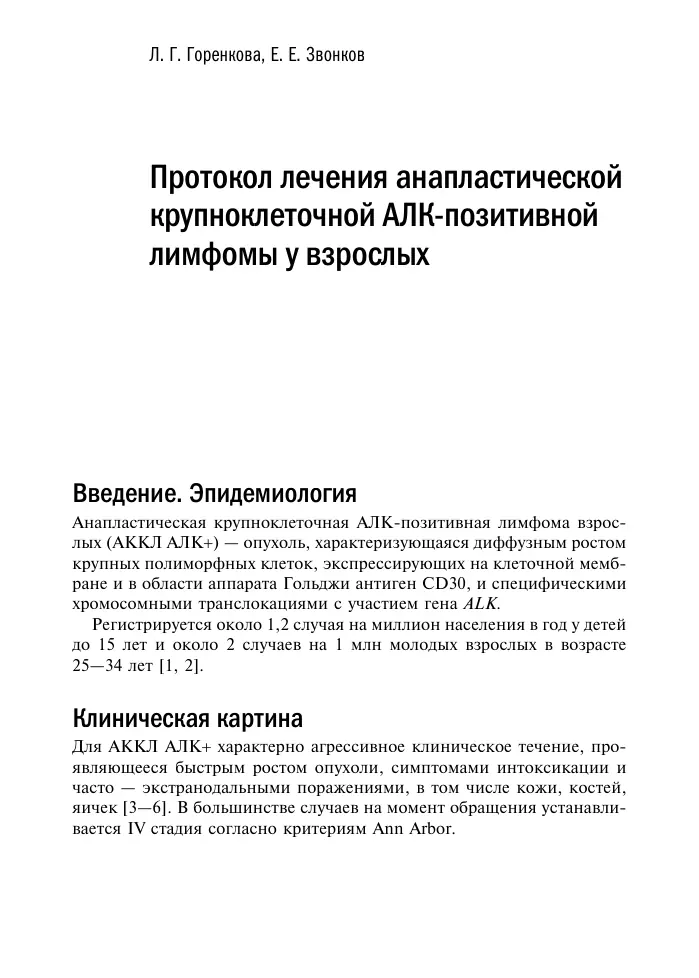 Л. Г. Горенкова, Е. Е. Звонков
Протокол лечения анапластической
крупноклеточной АЛК-позитивной
лимфомы у взрослых
Введение. Эпидемиология
Анапластическая крупноклеточная АЛК-позитивная лимфома взрос-
лых (АККЛ АЛК+) — опухоль, характеризующаяся диффузным ростом
крупных полиморфных клеток, экспрессирующих на клеточной мемб-
ране и в области аппарата Гольджи антиген CD30, и специфическими
хромосомными транслокациями с участием гена ALK.
Регистрируется около 1,2 случая на миллион населения в год у детей
до 15 лет и около 2 случаев на 1 млн молодых взрослых в возрасте
25—34 лет [1, 2].
Клиническая картина
Для АККЛ АЛК+ характерно агрессивное клиническое течение, про-
являющееся быстрым ростом опухоли, симптомами интоксикации и
часто — экстранодальными поражениями, в том числе кожи, костей,
яичек [3—6]. В большинстве случаев на момент обращения устанавли-
вается IV стадия согласно критериям Ann Arbor.